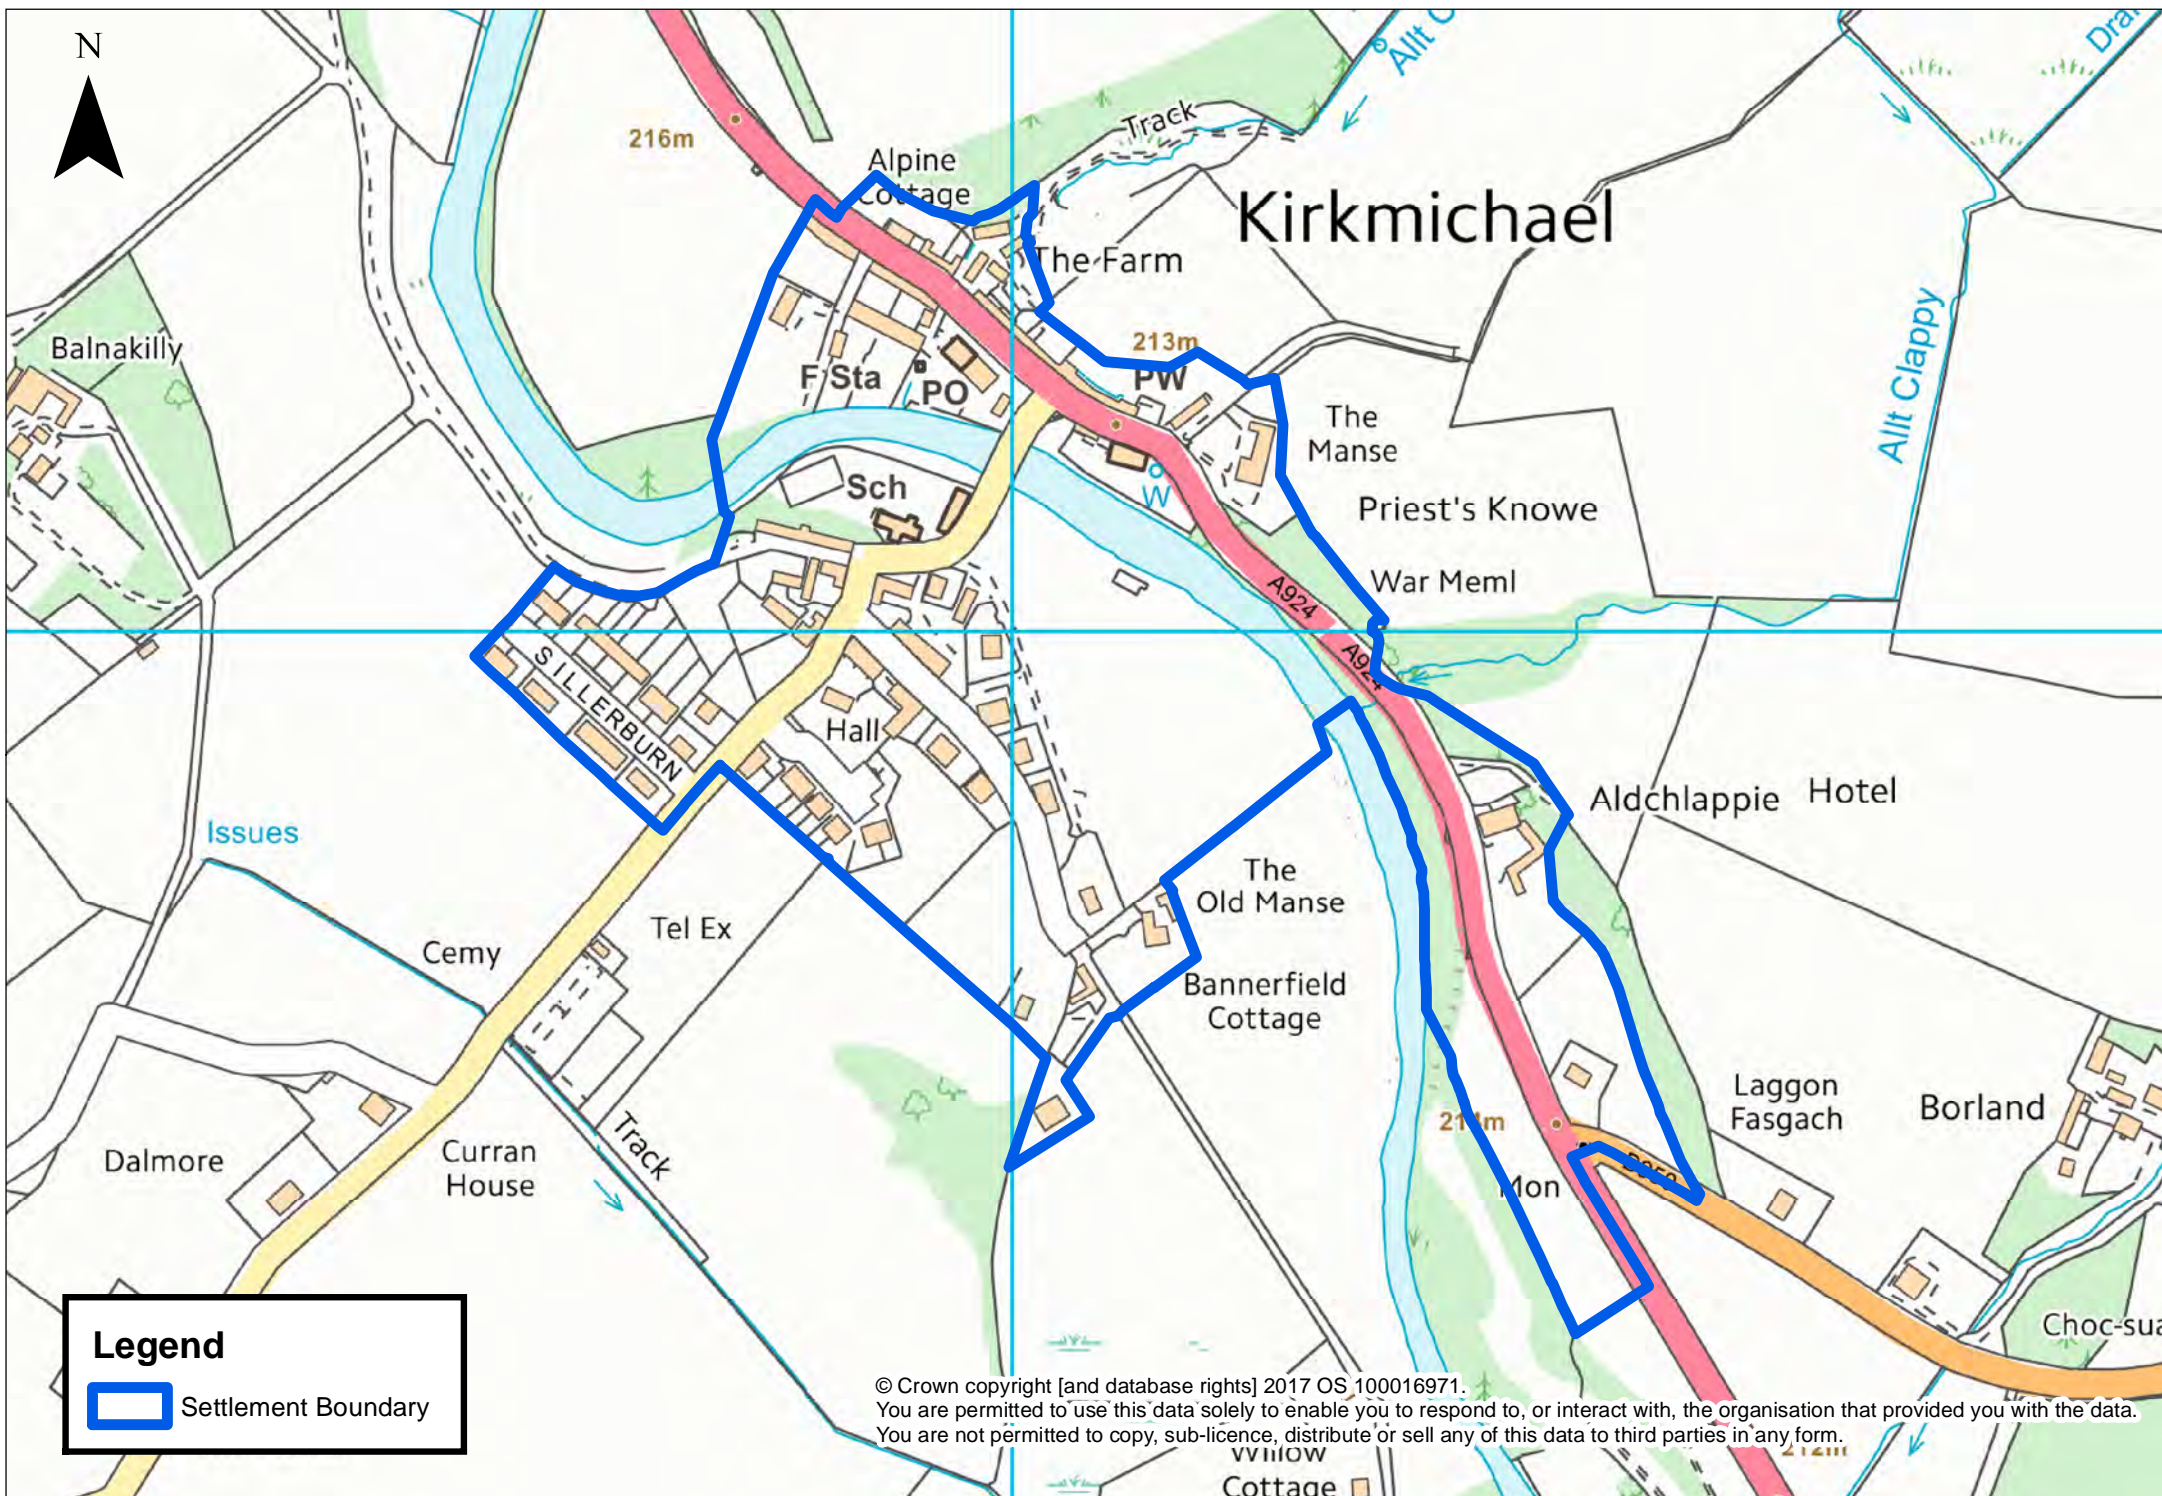 N
Allt C
Drai
216m
Track
Alpine
Cottage
Kirkmichael
The Farm
213m
Balnakilly
F Sta
PO
PW
Allt Clappy
The
Manse
Sch
W
Priest's Knowe
War Meml
A924
A924
SILLERBURN
Hall
Aldchlappie Hotel
Issues
The
Old Manse
Tel Ex
Cemy
Bannerfield
Cottage
Laggon
Fasgach
Borland
214m
Track
Dalmore
Curran
House
Mon
Choc-sua
Legend
Settlement Boundary
© Crown copyright [and database rights] 2017 OS 100016971.
You are permitted to use this data solely to enable you to respond to, or interact with, the organisation that provided you with the data.
You are not permitted to copy, sub-licence, distribute or sell any of this data to third parties in any form.
212m
Willow
Cottage